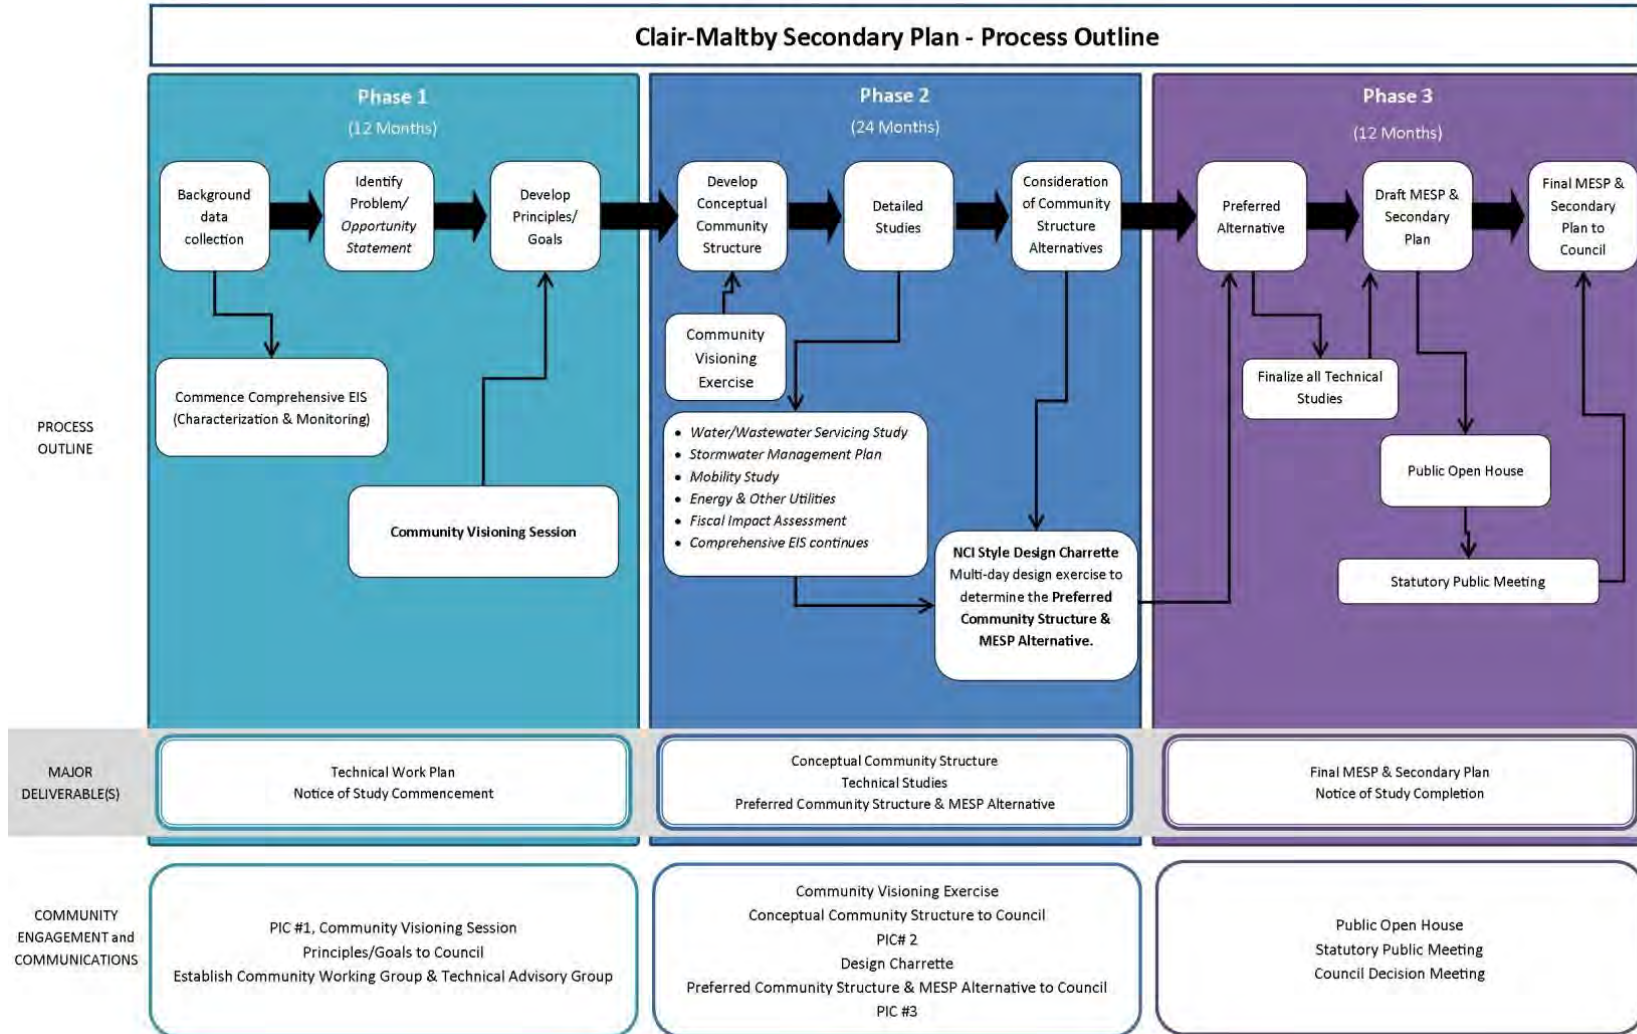 Clair-Maltby Secondary Plan - Process Outline
Phase 1
(12 Months)
Phase 2
(24 Months)
Phase 3
(12 Months)
Background
data
collection
Identify
Problem/
Opportunity
Statement
Develop
Principles/
Goals
Develop
Conceptual
Community
Structure
Detailed
Studies
Consideration
of Community
Structure
Alternatives
Preferred
Alternative
Draft MESP &
Secondary
Plan
Final MESP &
Secondary
Plan to
Council
PROCESS
OUTLINE
Commence Comprehensive EIS
(Characterization & Monitoring)
Community Visioning Session
Community
Visioning
Exercise
• Water/Wastewater Servicing Study
• Stormwater Management Plan
• Mobility Study
• Energy & Other Utilities
• Fiscal Impact Assessment
• Comprehensive EIS continues
NCI Style Design Charrette
Multi-day design exercise to
determine the Preferred
Community Structure &
MESP Alternative.
Finalize all Technical
Studies
Public Open House
Statutory Public Meeting
MAJOR
DELIVERABLE(S)
Technical Work Plan
Notice of Study Commencement
Conceptual Community Structure
Technical Studies
Preferred Community Structure & MESP Alternative
Final MESP & Secondary Plan
Notice of Study Completion
COMMUNITY
ENGAGEMENT and
COMMUNICATIONS
PIC #1, Community Visioning Session
Principles/Goals to Council
Establish Community Working Group & Technical Advisory Group
Community Visioning Exercise
Conceptual Community Structure to Council
PIC# 2
Design Charrette
Preferred Community Structure & MESP Alternative to Council
PIC #3
Public Open House
Statutory Public Meeting
Council Decision Meeting